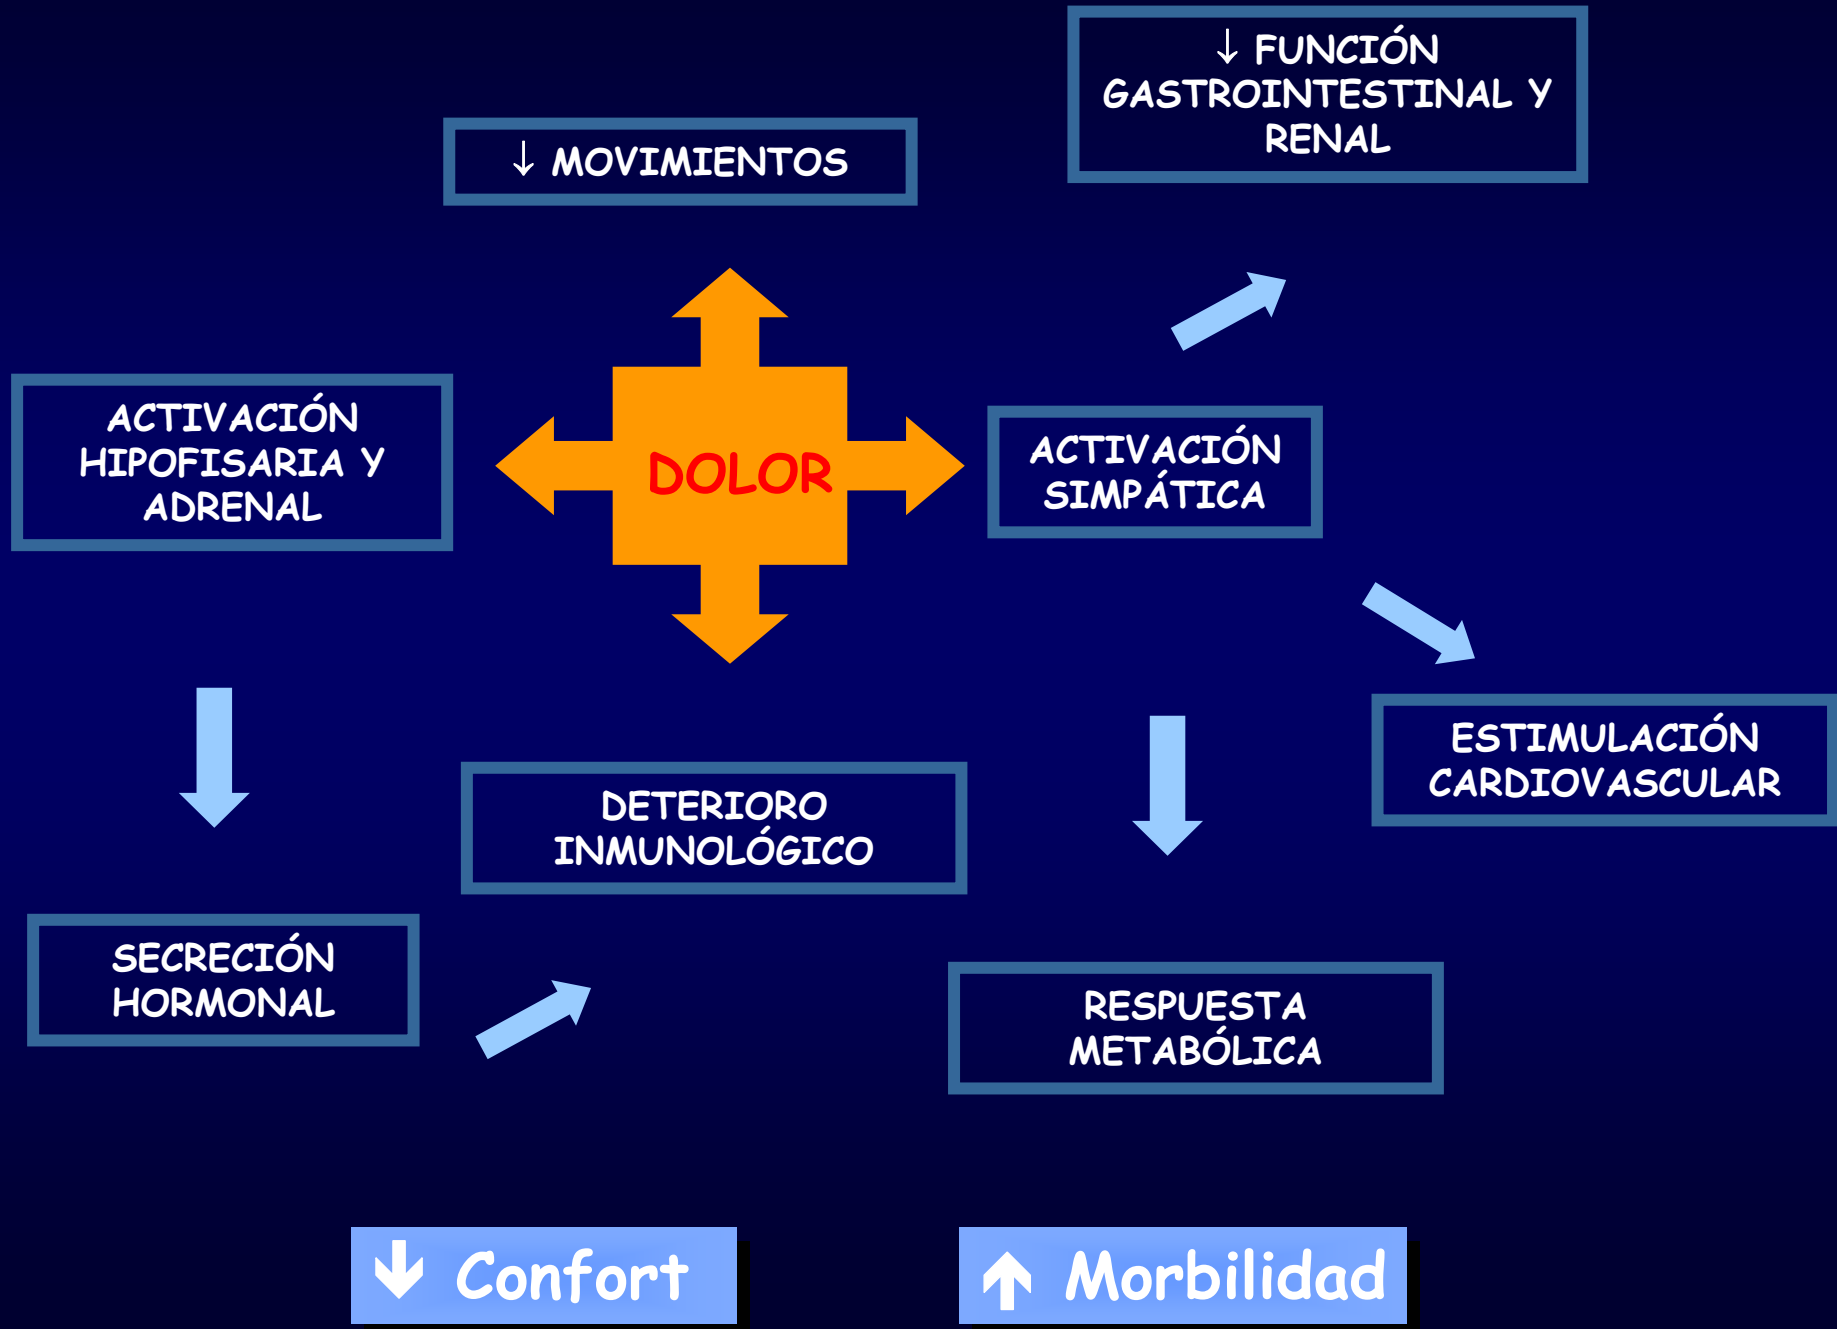 ↓ FUNCIÓN
GASTROINTESTINAL Y
RENAL
↓ MOVIMIENTOS
ACTIVACIÓN
HIPOFISARIA Y
ADRENAL
DOLOR
ACTIVACIÓN
SIMPÁTICA
ESTIMULACIÓN
CARDIOVASCULAR
DETERIORO
INMUNOLÓGICO
SECRECIÓN
HORMONAL
RESPUESTA
METABÓLICA
↓ Confort
↑ Morbilidad